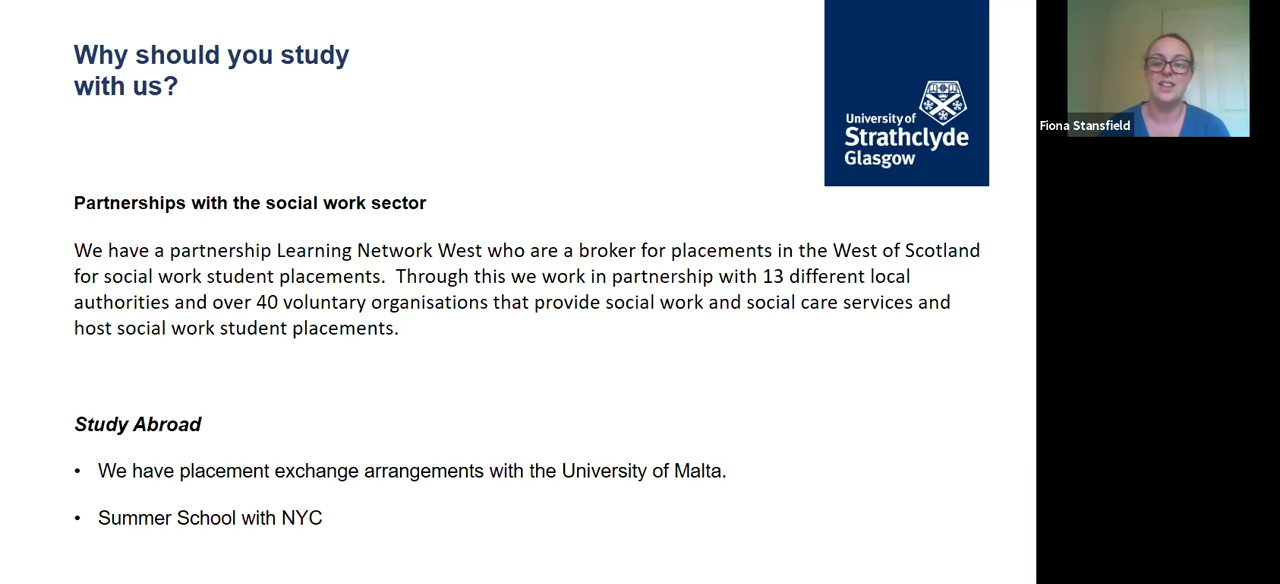 Why should you study
with us?
University of
Strathclyde
Glasgow
Fiona Stansfield
Partnerships with the social work sector
We have a partnership Learning Network West who are a broker for placements in the West of Scotland
for social work student placements.  Through this we work in partnership with 13 different local
authorities and over 40 voluntary organisations that provide social work and social care services and
host social work student placements.
Study Abroad
• We have placement exchange arrangements with the University of Malta.
• Summer School with NYC